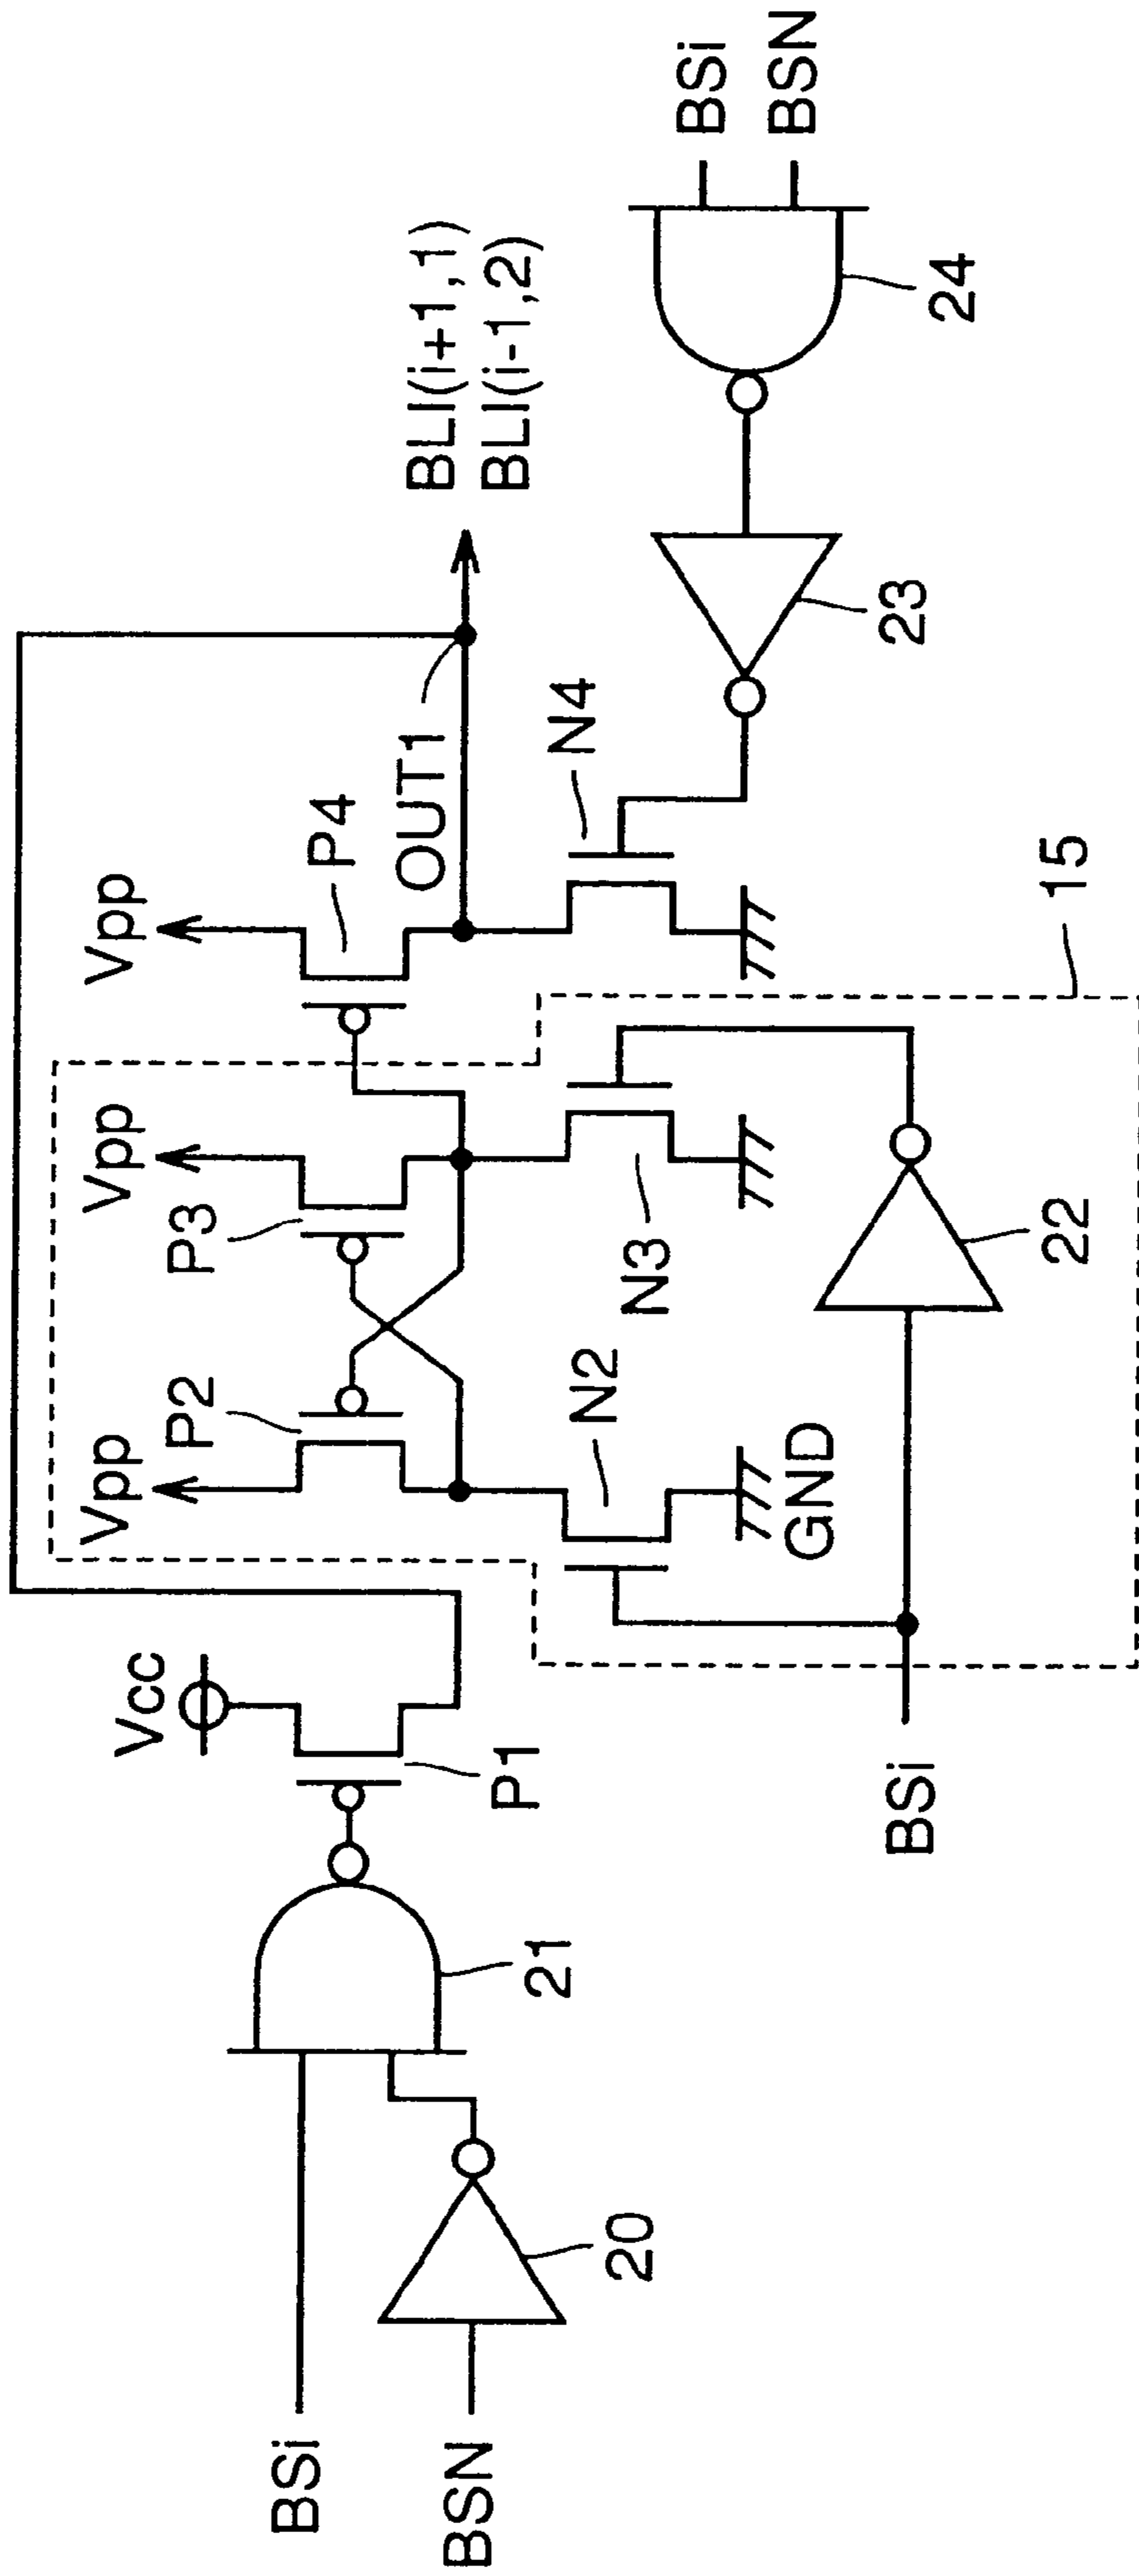 BSi
BSN
20
21
Vcc
P1
Vpp
P2
Vpp
P3
Vpp
P4
OUT1
BLI(i+1,1)
BLI(i-1,2)
N2
GND
N3
N4
BSi
22
15
23
24
BSi
BSN